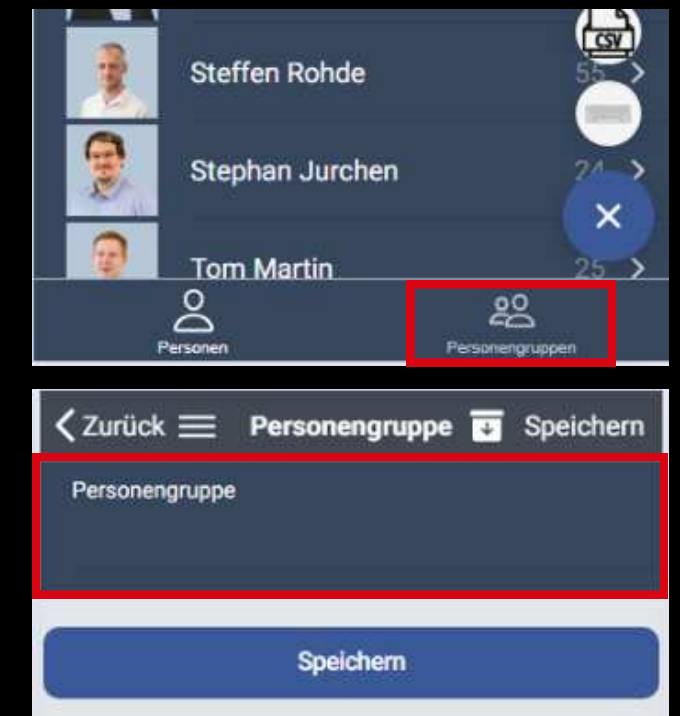 CSV
Steffen Rohde 55
Stephan Jurchen 24
Tom Martin 25
Personen Personengruppen
Zurück Personengruppe Speichern
Personengruppe
Speichern